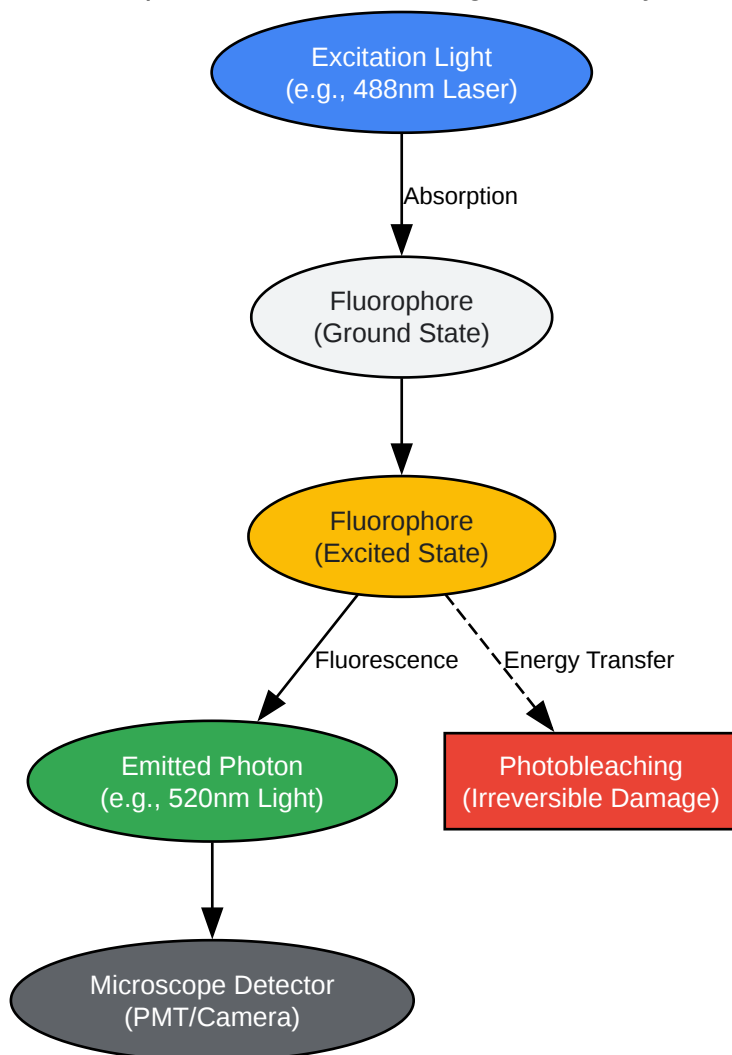 Excitation Light
(e.g., 488nm Laser)
Absorption
Fluorophore
(Ground State)
Fluorophore
(Excited State)
Fluorescence
Energy Transfer
Emitted Photon
(e.g., 520nm Light)
Photobleaching
(Irreversible Damage)
Microscope Detector
(PMT/Camera)